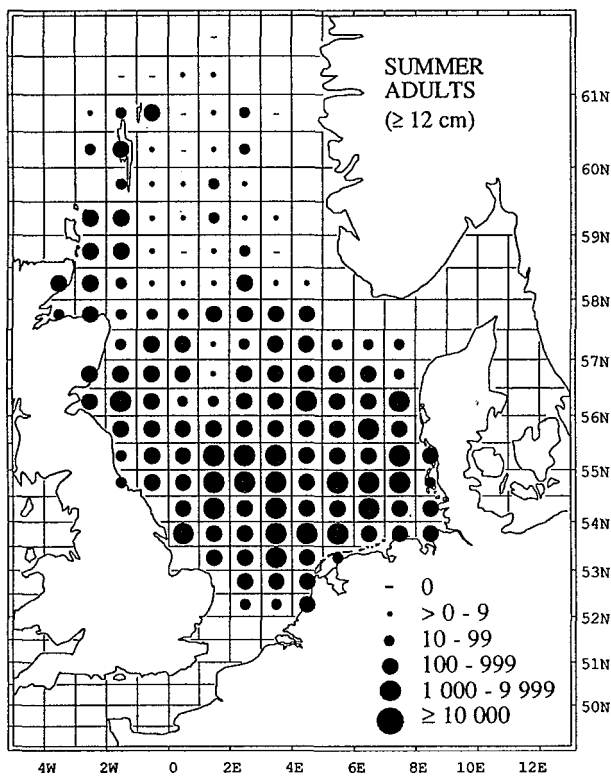 SUMMER
ADULTS
(≥ 12 cm)
61N
60N
59N
58N
57N
56N
55N
54N
53N
52N
51N
50N
- 0
> 0 - 9
10 - 99
100 - 999
1 000 - 9 999
≥ 10 000
4W 2W 0 2E 4E 6E 8E 10E 12E